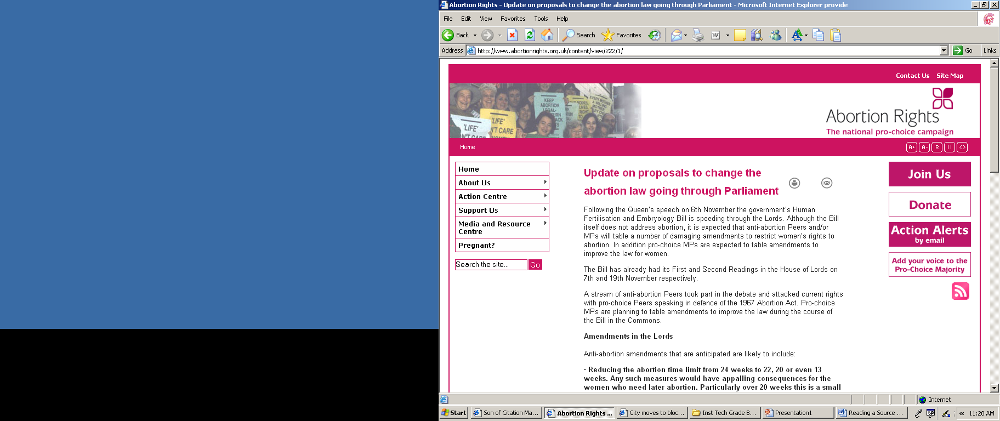 Abortion Rights - Update on proposals to change the abortion law going through Parliament - Microsoft Internet Explorer provide
File Edit View Favorites Tools Help
Back Search Favorites
Address http://www.abortionrights.org.uk/content/view/222/1/ Go Links
Contact Us Site Map
KEEP
ABORTION
LEGAL
EVERY MOTHER
A WILLING
MOTHER
'LIFE'
N'T CARE
'LIFE'
N'T CARE
Abortion Rights
The national pro-choice campaign
Home
A+ A- R || <>
Home
About Us
Action Centre
Support Us
Media and Resource
Centre
Pregnant?
Search the site... Go
Update on proposals to change the
abortion law going through Parliament
Following the Queen's speech on 6th November the government's Human
Fertilisation and Embryology Bill is speeding through the Lords. Although the Bill
itself does not address abortion, it is expected that anti-abortion Peers and/or
MPs will table a number of damaging amendments to restrict women's rights to
abortion. In addition pro-choice MPs are expected to table amendments to
improve the law for women.
The Bill has already had its First and Second Readings in the House of Lords on
7th and 19th November respectively.
A stream of anti-abortion Peers took part in the debate and attacked current rights
with pro-choice Peers speaking in defence of the 1967 Abortion Act. Pro-choice
MPs are planning to table amendments to improve the law during the course of
the Bill in the Commons.
Amendments in the Lords
Anti-abortion amendments that are anticipated are likely to include:
· Reducing the abortion time limit from 24 weeks to 22, 20 or even 13
weeks. Any such measures would have appalling consequences for the
women who need later abortion. Particularly over 20 weeks this is a small
Join Us
Donate
Action Alerts
by email
Add your voice to the
Pro-Choice Majority
Internet
Start Son of Citation Ma... Abortion Rights ... City moves to bloc... Inst Tech Grade B... Presentation1 Reading a Source ... « 11:20 AM